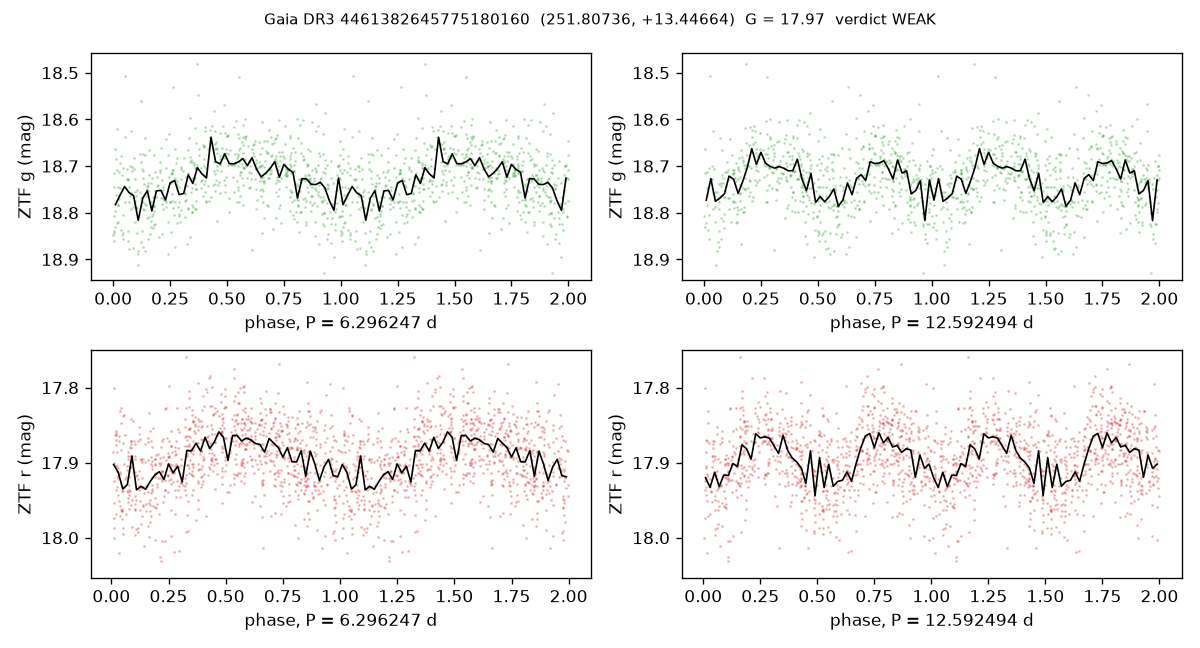 Gaia DR3 4461382645775180160  (251.80736, +13.44664)  G = 17.97  verdict WEAK
ZTF g (mag)
18.5
18.6
18.7
18.8
18.9
0.00 0.25 0.50 0.75 1.00 1.25 1.50 1.75 2.00
phase, P = 6.296247 d
ZTF g (mag)
18.5
18.6
18.7
18.8
18.9
0.00 0.25 0.50 0.75 1.00 1.25 1.50 1.75 2.00
phase, P = 12.592494 d
ZTF r (mag)
17.8
17.9
18.0
0.00 0.25 0.50 0.75 1.00 1.25 1.50 1.75 2.00
phase, P = 6.296247 d
ZTF r (mag)
17.8
17.9
18.0
0.00 0.25 0.50 0.75 1.00 1.25 1.50 1.75 2.00
phase, P = 12.592494 d